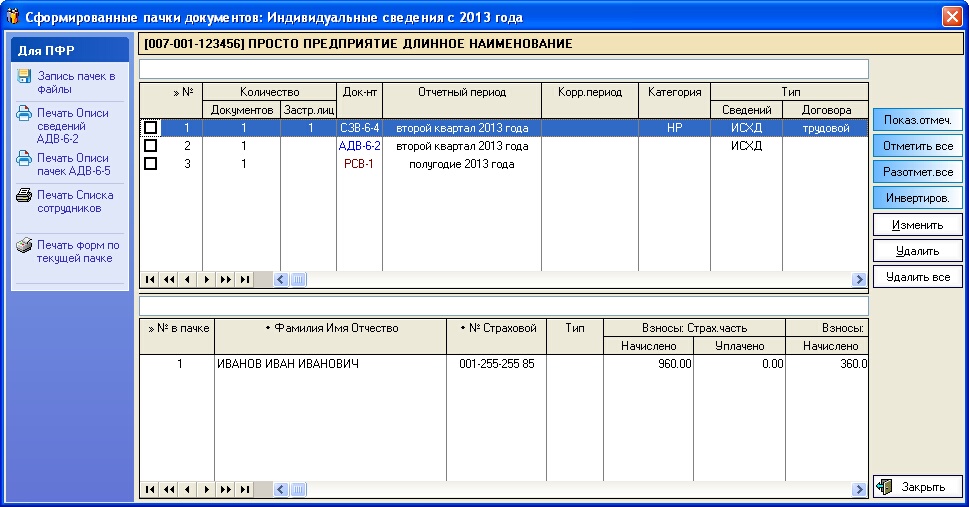 Сформированные пачки документов: Индивидуальные сведения с 2013 года
Для ПФР
Запись пачек в
файлы
Печать Описи
сведений
АДВ-6-2
Печать Описи
пачек АДВ-6-5
Печать Списка
сотрудников
Печать форм по
текущей пачке
[007-001-123456] ПРОСТО ПРЕДПРИЯТИЕ ДЛИННОЕ НАИМЕНОВАНИЕ
» № Количество Док-нт Отчетный период Корр.период Категория Тип
Документов Застр.лиц Сведений Договора
1 1 1 СЗВ-6-4 второй квартал 2013 года НР ИСХД трудовой
2 1 АДВ-6-2 второй квартал 2013 года ИСХД
3 1 РСВ-1 полугодие 2013 года
» № в пачке • Фамилия Имя Отчество • № Страховой Тип Взносы: Страх.часть Взносы:
Начислено Уплачено Начислено
1 ИВАНОВ ИВАН ИВАНОВИЧ 001-255-255 85 960.00 0.00 360.0
Показ.отмеч.
Отметить все
Разотмет.все
Инвертиров.
Изменить
Удалить
Удалить все
Закрыть